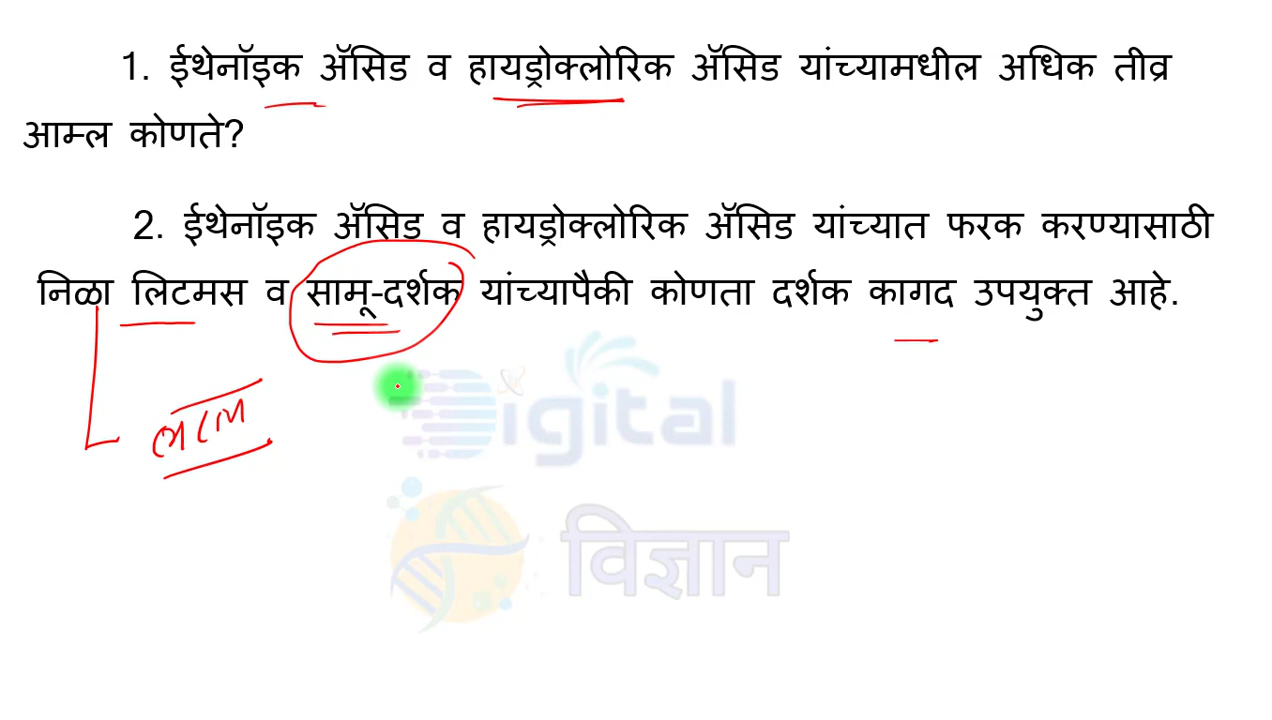 1. ईथेनॉइक ॲसिड व हायड्रोक्लोरिक ॲसिड यांच्यामधील अधिक तीव्र
आम्ल कोणते?
2. ईथेनॉइक ॲसिड व हायड्रोक्लोरिक ॲसिड यांच्यात फरक करण्यासाठी
निळा लिटमस व सामू-दर्शक यांच्यापैकी कोणता दर्शक कागद उपयुक्त आहे.
लाल
Digital
विज्ञान